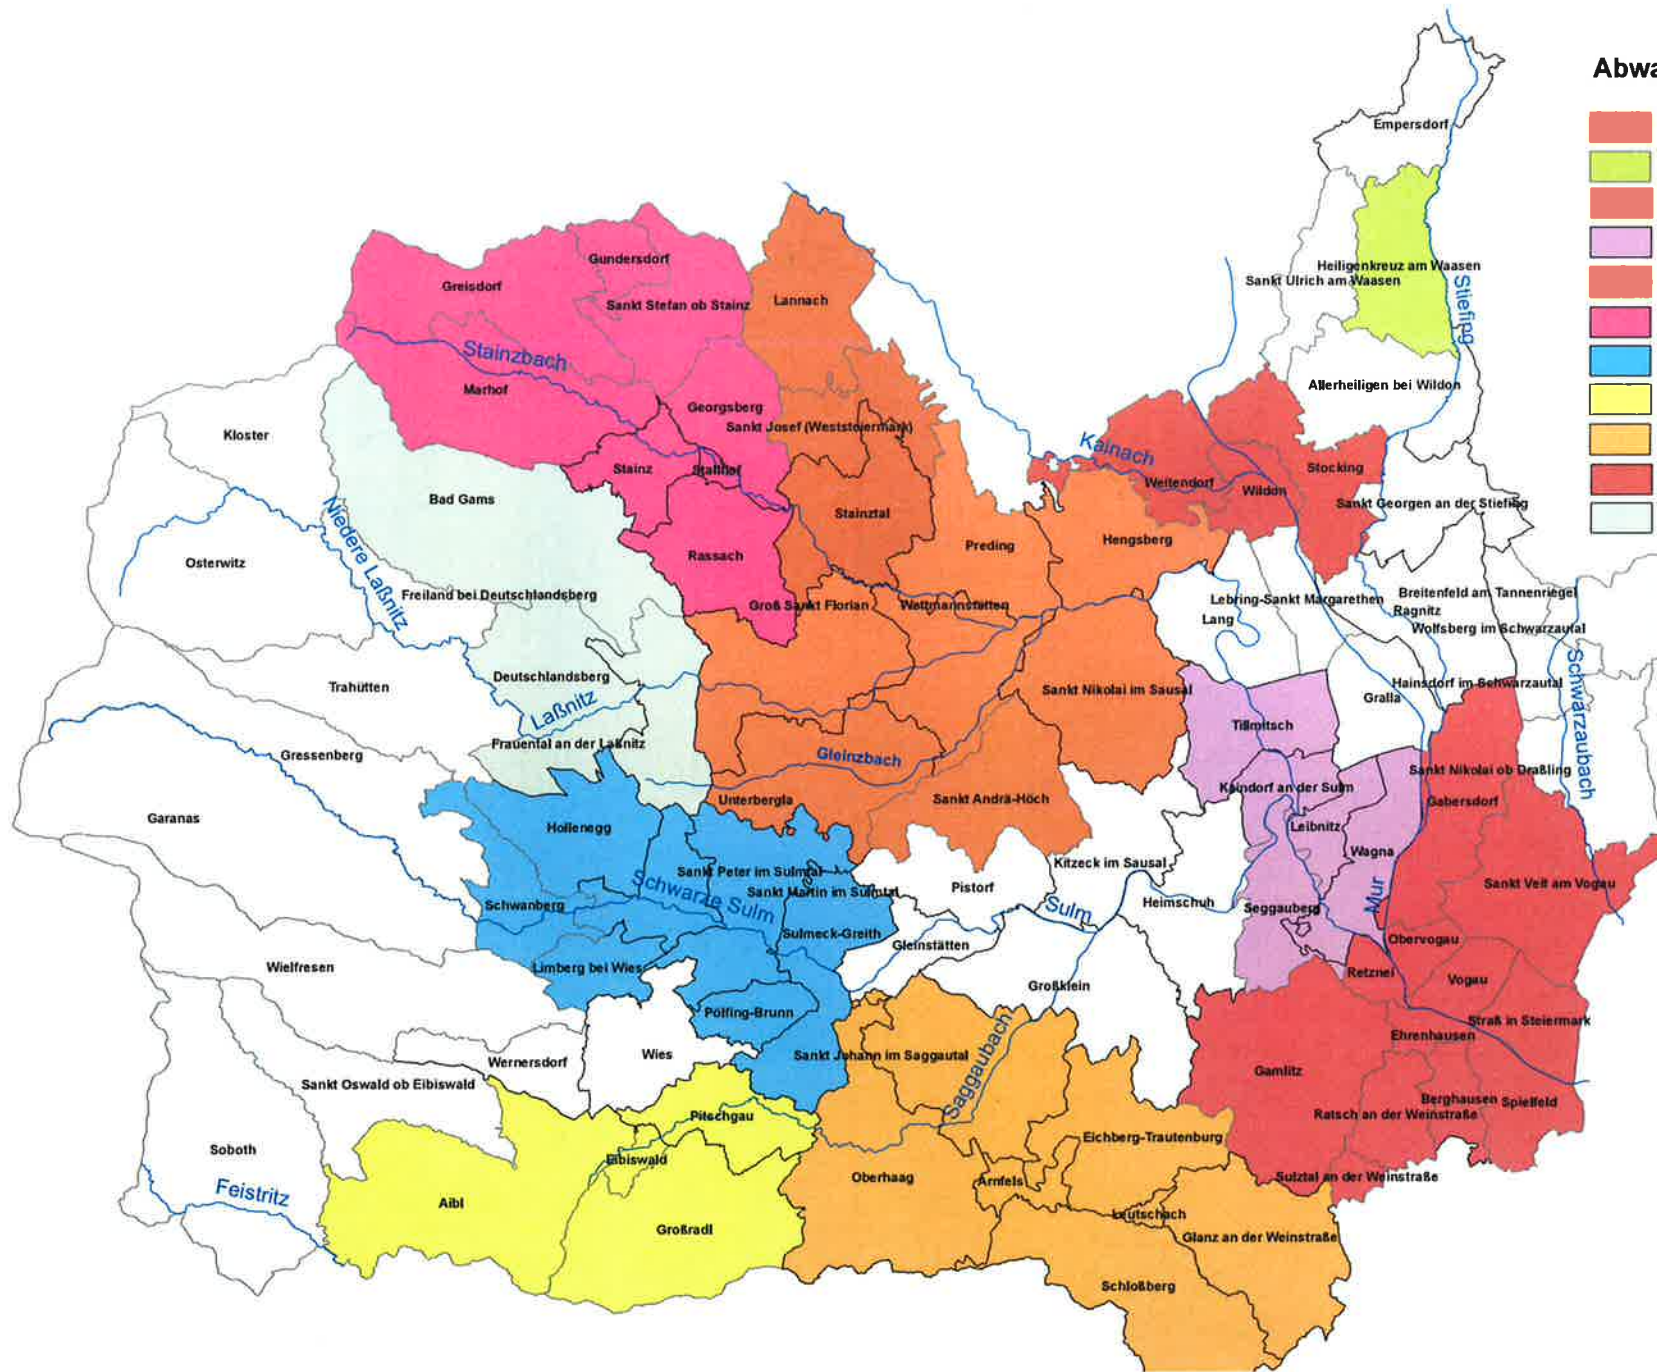 Abwa
Empersdorf
Heiligenkreuz am Waasen
Sankt Ulrich am Waasen
Stiefing
Gundersdorf
Greisdorf
Sankt Stefan ob Stainz
Lannach
Stainzbach
Marhof
Allerheiligen bei Wildon
Georgsberg
Sankt Josef (Weststeiermark)
Kloster
Kainach
Stainz
Stallhof
Stocking
Weitendorf
Wildon
Bad Gams
Sankt Georgen an der Stiefing
Stainztal
Niedere Laßnitz
Preding
Hengsberg
Rassach
Osterwitz
Freiland bei Deutschlandsberg
Groß Sankt Florian
Wettmannstätten
Lebring-Sankt Margarethen
Breitenfeld am Tannenriegel
Ragnitz
Lang
Wolfsberg im Schwarzautal
Deutschlandsberg
Trahütten
Sankt Nikolai im Sausal
Hainsdorf im Schwarzautal
Gralla
Schwarzaubach
Laßnitz
Tillmitsch
Frauental an der Laßnitz
Gressenberg
Gleinzbach
Sankt Nikolai ob Draßling
Kaindorf an der Sulm
Unterbergla
Sankt Andrä-Höch
Gabersdorf
Garanas
Hollenegg
Leibnitz
Wagna
Kitzeck im Sausal
Sankt Peter im Sulmtal
Sankt Martin im Sulmtal
Pistorf
Sankt Veit am Vogau
Schwarze Sulm
Schwanberg
Heimschuh
Sulm
Seggauberg
Mur
Sulmeck-Greith
Gleinstätten
Obervogau
Limberg bei Wies
Wielfresen
Retznei
Vogau
Großklein
Pölfing-Brunn
Straß in Steiermark
Ehrenhausen
Wies
Wernersdorf
Sankt Johann im Saggautal
Saggaubach
Gamlitz
Sankt Oswald ob Eibiswald
Berghausen
Spielfeld
Pitschgau
Ratsch an der Weinstraße
Eichberg-Trautenburg
Soboth
Eibiswald
Oberhaag
Arnfels
Sulztal an der Weinstraße
Feistritz
Aibl
Großradl
Leutschach
Glanz an der Weinstraße
Schloßberg